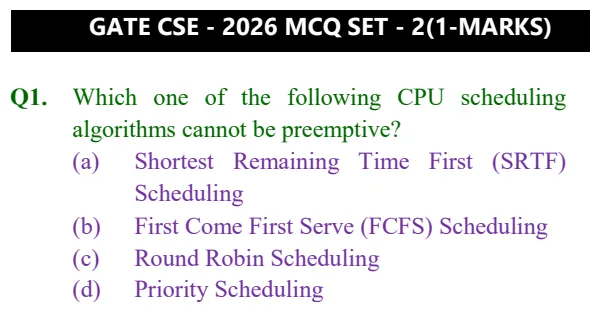 GATE CSE - 2026 MCQ SET - 2(1-MARKS)
Q1. Which one of the following CPU scheduling
algorithms cannot be preemptive?
(a) Shortest Remaining Time First (SRTF)
Scheduling
(b) First Come First Serve (FCFS) Scheduling
(c) Round Robin Scheduling
(d) Priority Scheduling